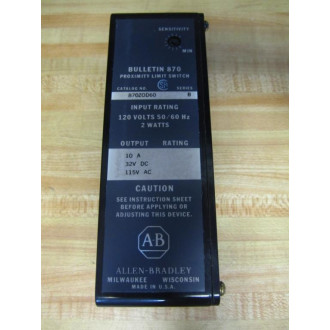 SENSITIVITY
MIN
BULLETIN 870
PROXIMITY LIMIT SWITCH
CATALOG NO. SERIES
B
INPUT RATING
120 VOLTS 50/60 Hz
2 WATTS
OUTPUT RATING
10 A
32V DC
115V AC
CAUTION
SEE INSTRUCTION SHEET
BEFORE APPLYING OR
ADJUSTING THIS DEVICE.
AB
ALLEN-BRADLEY
MILWAUKEE WISCONSIN
MADE IN U.S.A.